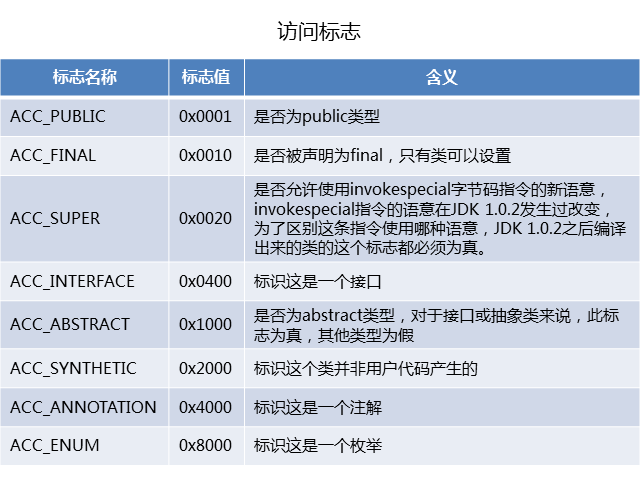 访问标志
标志名称 标志值 含义
ACC_PUBLIC 0x0001 是否为public类型
ACC_FINAL 0x0010 是否被声明为final，只有类可以设置
ACC_SUPER 0x0020 是否允许使用invokespecial字节码指令的新语意，
invokespecial指令的语意在JDK 1.0.2发生过改变，
为了区别这条指令使用哪种语意，JDK 1.0.2之后编译
出来的类的这个标志都必须为真。
ACC_INTERFACE 0x0400 标识这是一个接口
ACC_ABSTRACT 0x1000 是否为abstract类型，对于接口或抽象类来说，此标
志为真，其他类型为假
ACC_SYNTHETIC 0x2000 标识这个类并非用户代码产生的
ACC_ANNOTATION 0x4000 标识这是一个注解
ACC_ENUM 0x8000 标识这是一个枚举